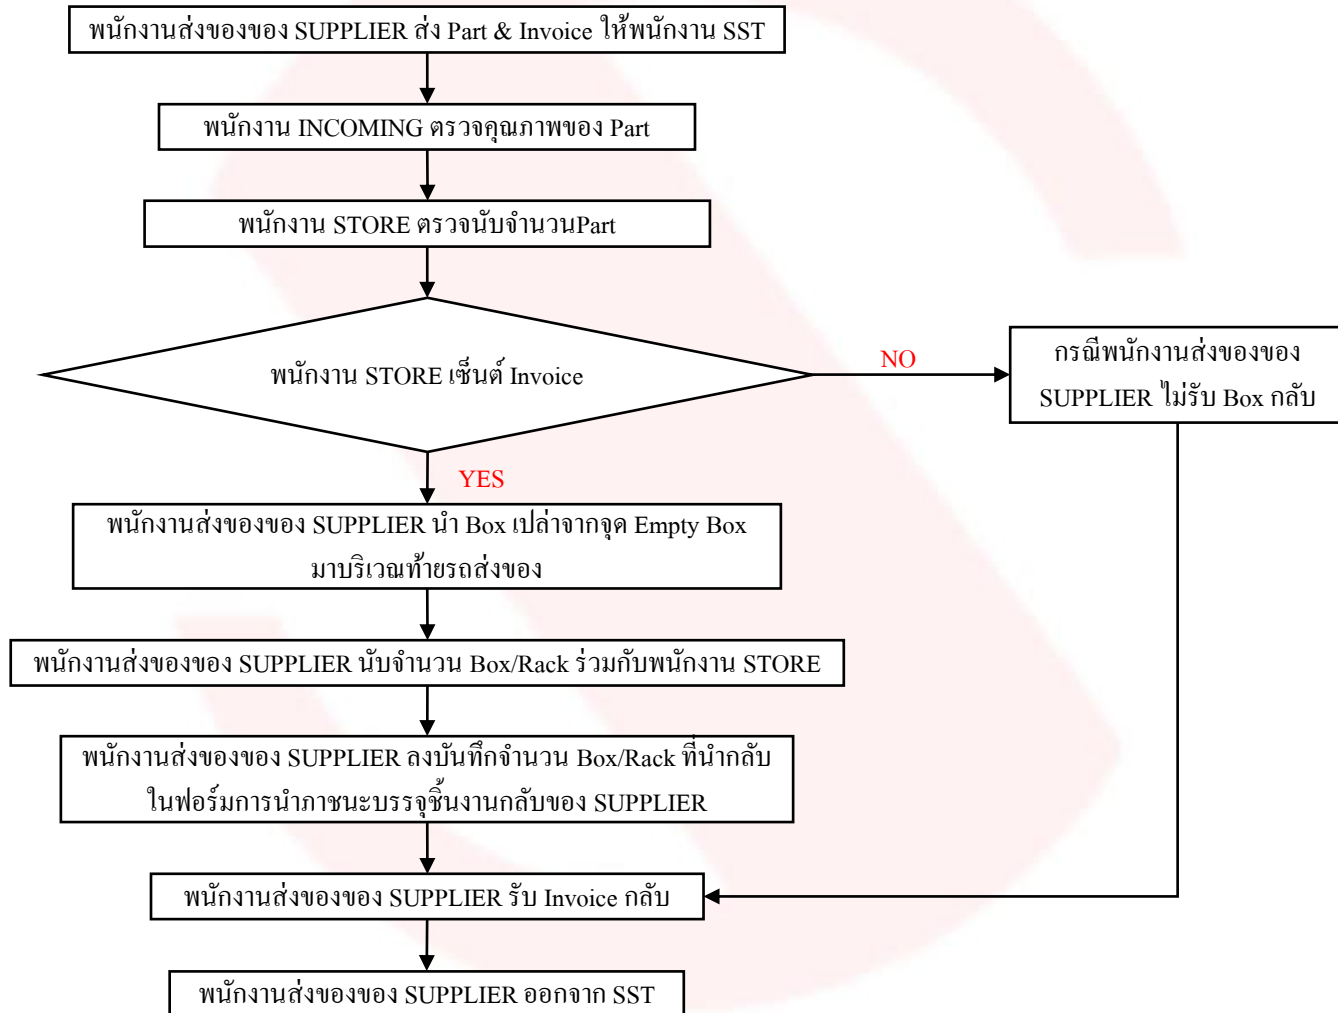 พนักงานส่งของของ SUPPLIER ส่ง Part & Invoice ให้พนักงาน SST
พนักงาน INCOMING ตรวจคุณภาพของ Part
พนักงาน STORE ตรวจนับจำนวนPart
พนักงาน STORE เซ็นต์ Invoice
NO
กรณีพนักงานส่งของของ
SUPPLIER ไม่รับ Box กลับ
YES
พนักงานส่งของของ SUPPLIER นำ Box เปล่าจากจุด Empty Box
มาบริเวณท้ายรถส่งของ
พนักงานส่งของของ SUPPLIER นับจำนวน Box/Rack ร่วมกับพนักงาน STORE
พนักงานส่งของของ SUPPLIER ลงบันทึกจำนวน Box/Rack ที่นำกลับ
ในฟอร์มการนำภาชนะบรรจุชิ้นงานกลับของ SUPPLIER
พนักงานส่งของของ SUPPLIER รับ Invoice กลับ
พนักงานส่งของของ SUPPLIER ออกจาก SST